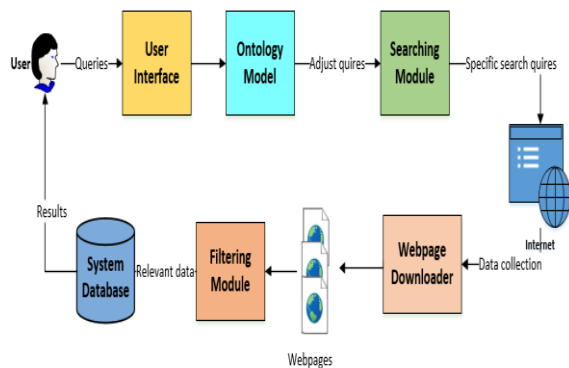 User
Queries
User
Interface
Ontology
Model
Adjust quires
Searching
Module
Specific search quires
Internet
Data collection
Webpage
Downloader
Webpages
Filtering
Module
Relevant data
System
Database
Results